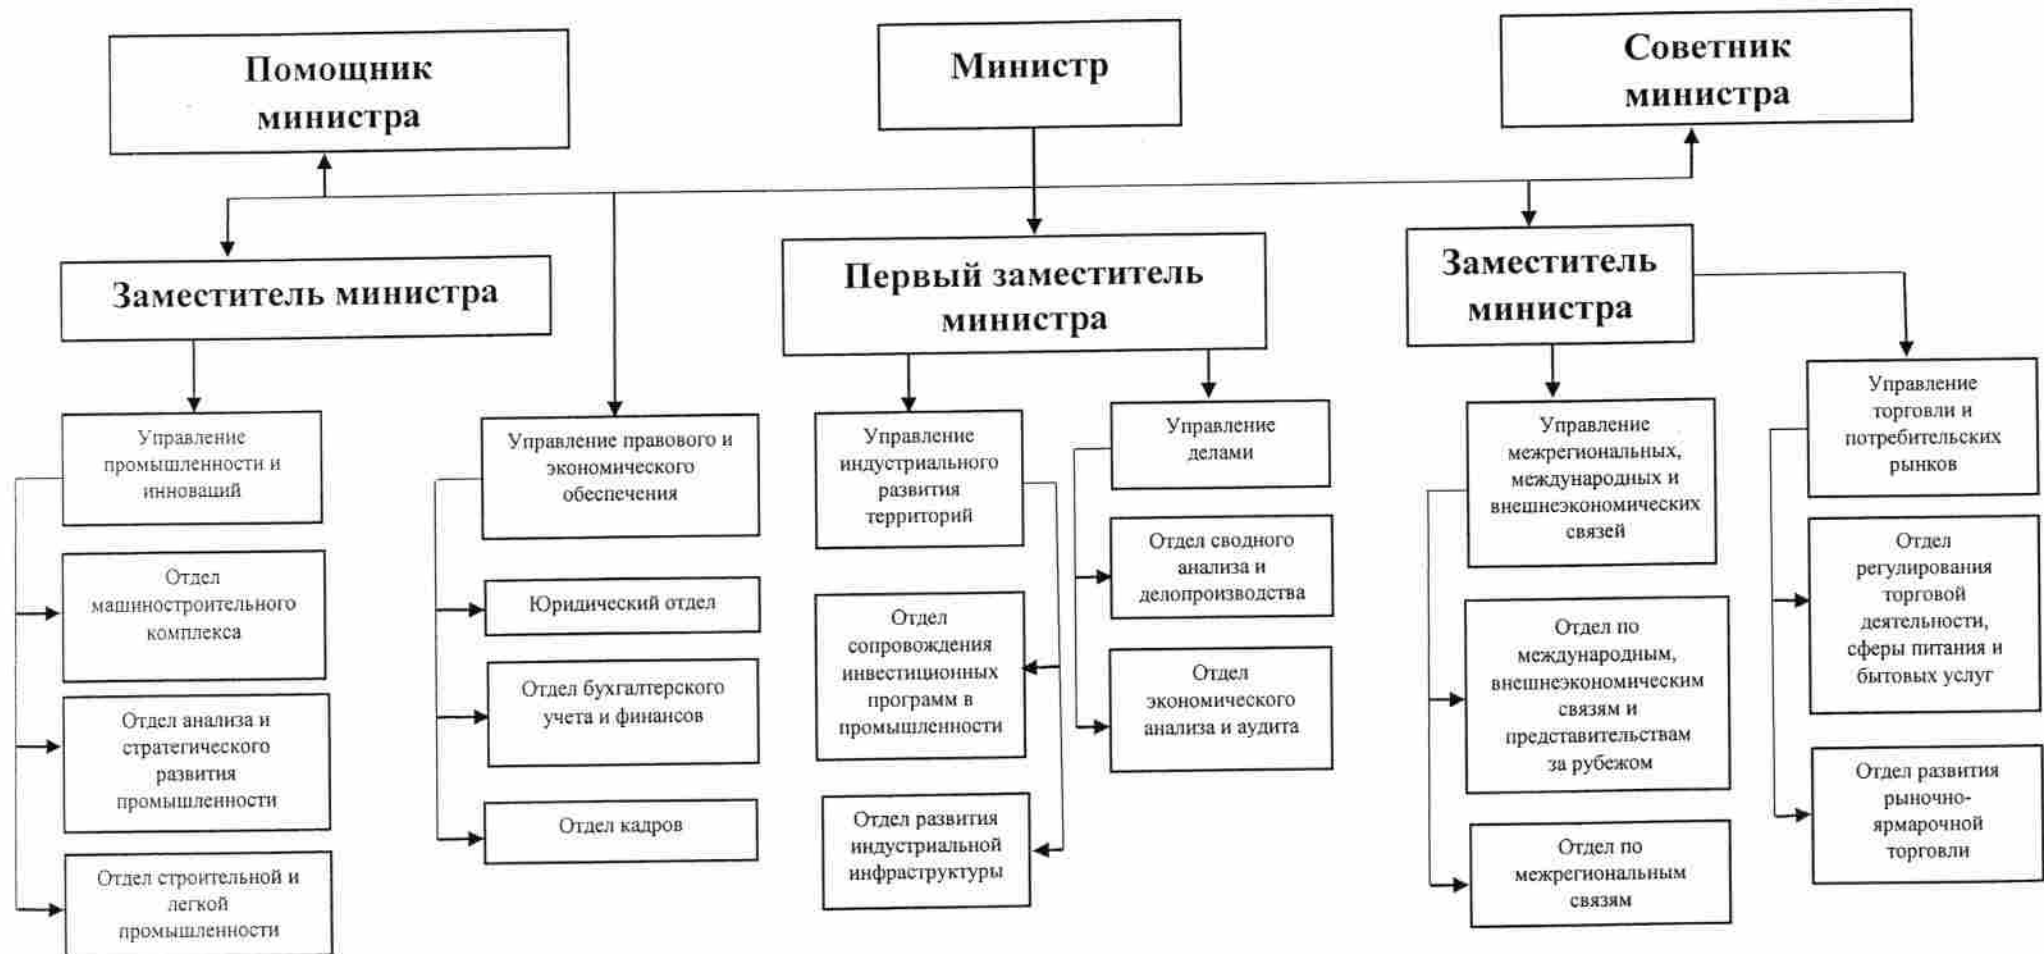 Помощник
министра
Министр
Советник
министра
Заместитель министра
Первый заместитель
министра
Заместитель
министра
Управление
промышленности и
инноваций
Отдел
машиностроительного
комплекса
Отдел анализа и
стратегического
развития
промышленности
Отдел строительной и
легкой
промышленности
Управление правового и
экономического
обеспечения
Юридический отдел
Отдел бухгалтерского
учета и финансов
Отдел кадров
Управление
индустриального
развития
территорий
Отдел
сопровождения
инвестиционных
программ в
промышленности
Отдел развития
индустриальной
инфраструктуры
Управление
делами
Отдел сводного
анализа и
делопроизводства
Отдел
экономического
анализа и аудита
Управление
межрегиональных,
международных и
внешнеэкономических
связей
Отдел по
международным,
внешнеэкономическим
связям и
представительствам
за рубежом
Отдел по
межрегиональным
связям
Управление
торговли и
потребительских
рынков
Отдел
регулирования
торговой
деятельности,
сферы питания и
бытовых услуг
Отдел развития
рыночно-
ярмарочной
торговли